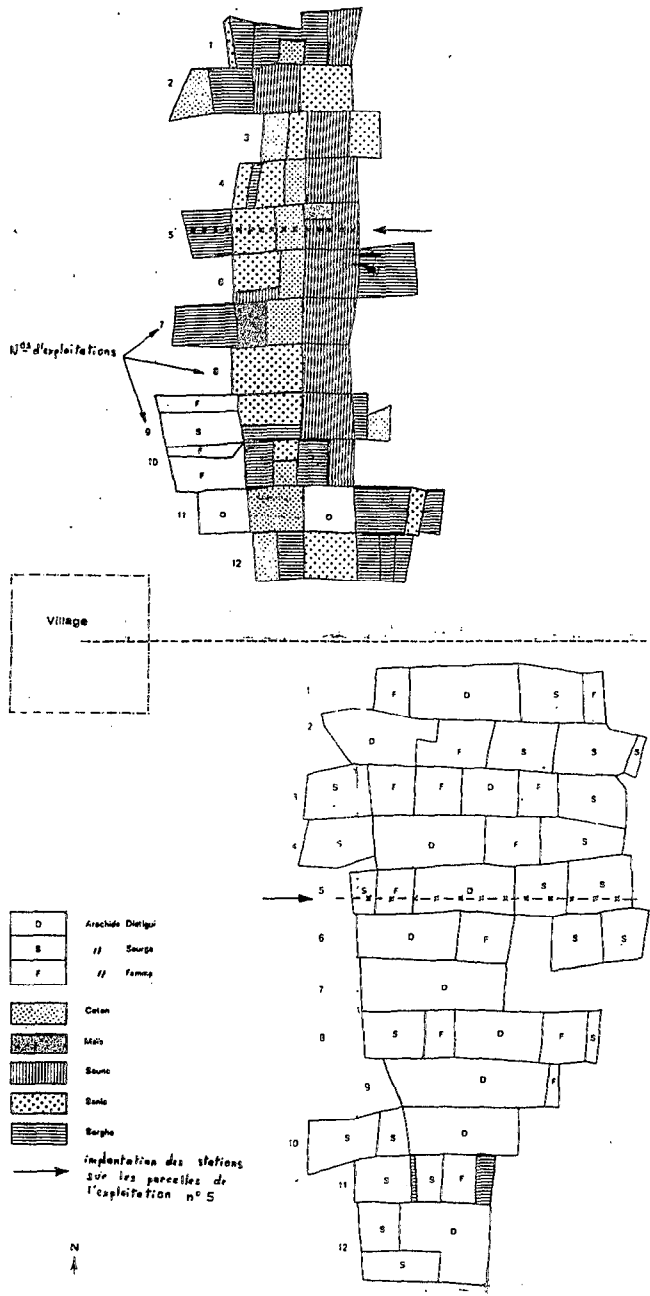 1
2
3
4
5
6
7
N^os d'exploitations
8
F
S
9
F
10
F
11 D D
12
Village
1 F D S F
2 D F S S S
3 S F F D F S
4 S D F S
5 S F D S S
6 D F S S
7 D
8 S F D F S
9 D F
10 S S D
11 S S F
S D
12
S
D Arachide Dietigui
S " Sourga
F " Femme
Coton
Maïs
Souna
Sanio
Sorgho
implantation des stations
sur les parcelles de
l'exploitation n° 5
N